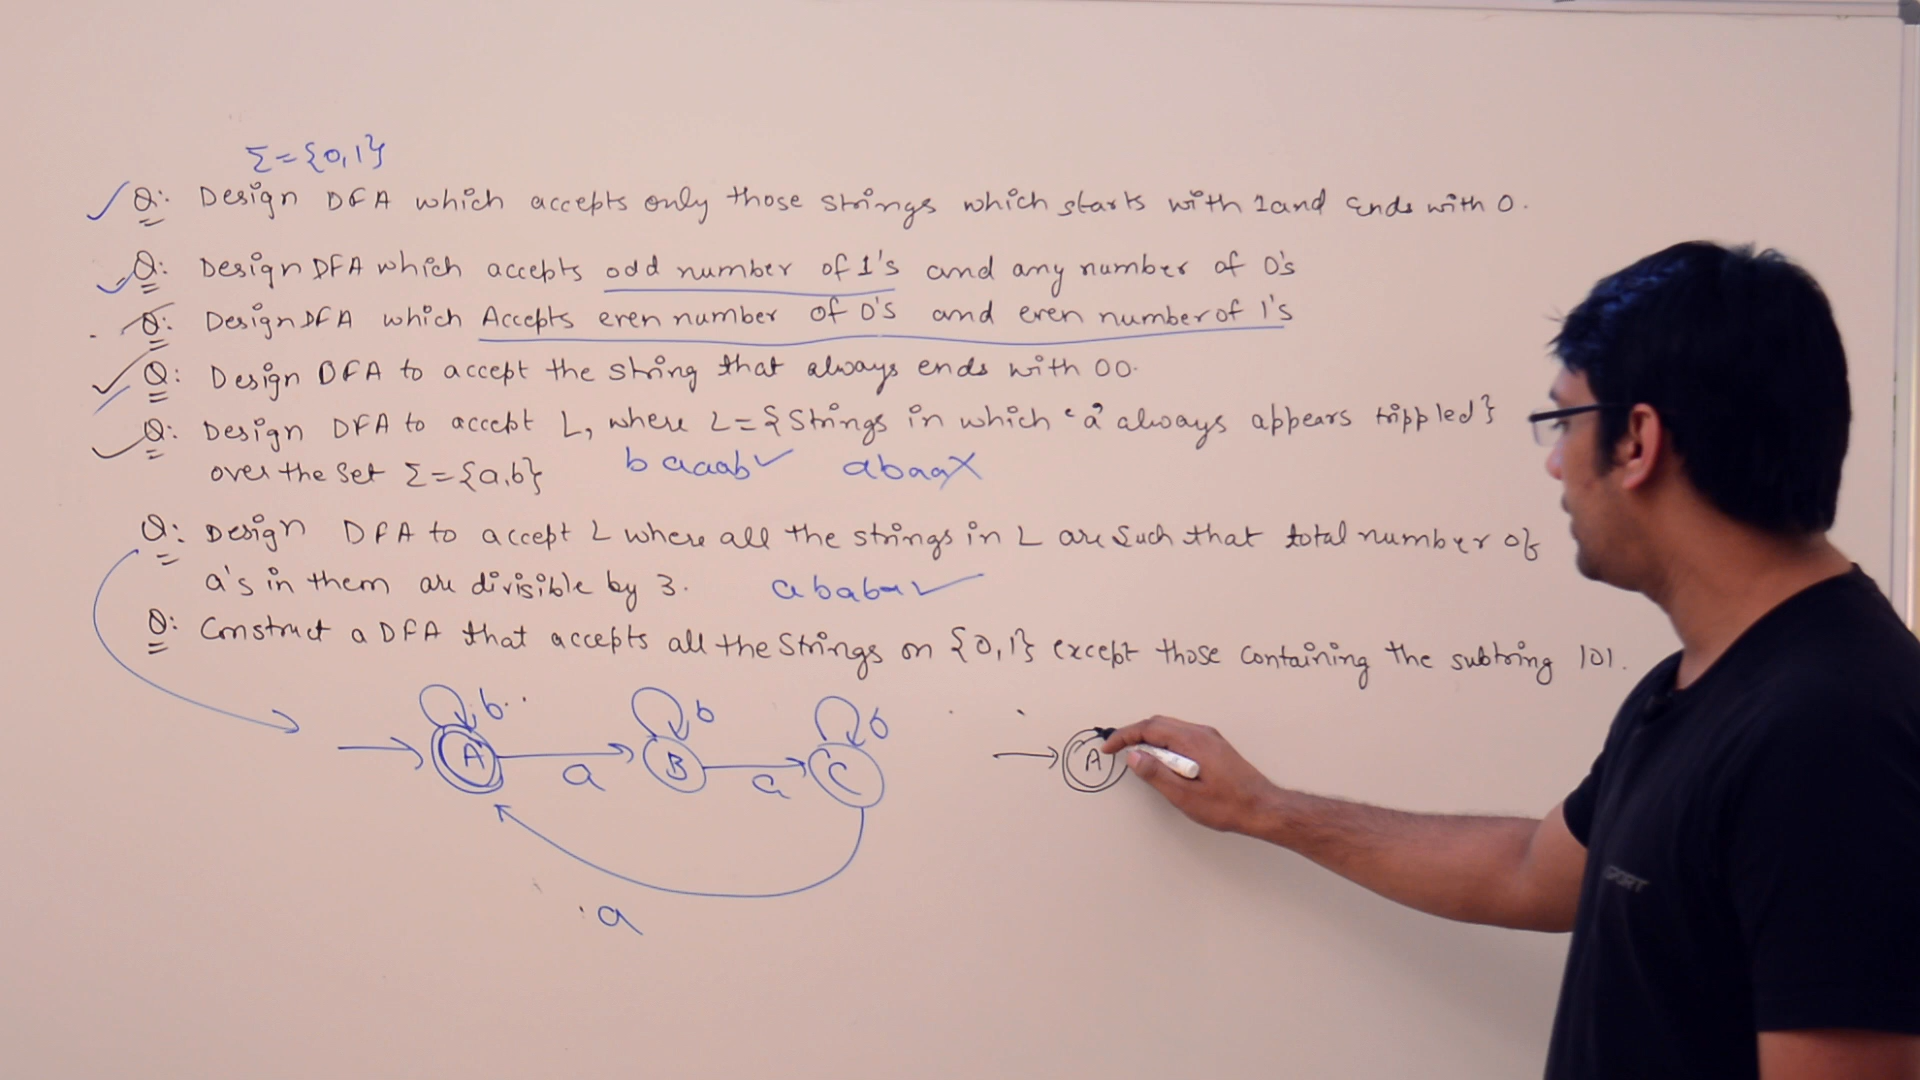 Σ={0,1}
Q: Design DFA which accepts only those strings which starts with 1 and Ends with 0.
Q: Design DFA which accepts odd number of 1's and any number of 0's
Q: Design DFA which Accepts even number of 0's and even number of 1's
Q: Design DFA to accept the string that always ends with 00.
Q: Design DFA to accept L, where L={Strings in which 'a' always appears trippled}
over the set Σ={a,b} baaab✓ abaaX
Q: Design DFA to accept L where all the strings in L are such that total number of
a's in them are divisible by 3. ababa✓
Q: Construct a DFA that accepts all the strings on {0,1} except those containing the subtring 101.
b b b
A a B a C A
a